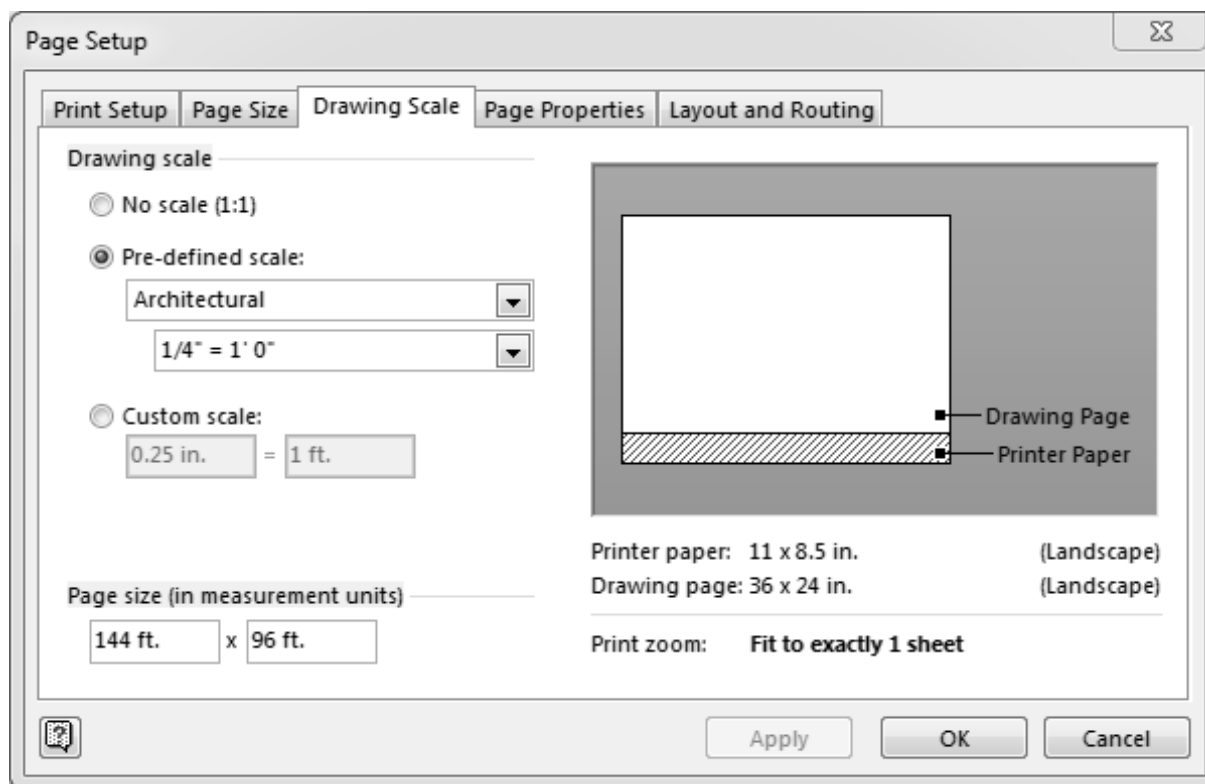 Page Setup
Print Setup
Page Size
Drawing Scale
Page Properties
Layout and Routing
Drawing scale
No scale (1:1)
Pre-defined scale:
Architectural
1/4" = 1' 0"
Custom scale:
0.25 in. = 1 ft.
Page size (in measurement units)
144 ft. x 96 ft.
Drawing Page
Printer Paper
Printer paper: 11 x 8.5 in. (Landscape)
Drawing page: 36 x 24 in. (Landscape)
Print zoom: Fit to exactly 1 sheet
?
Apply
OK
Cancel